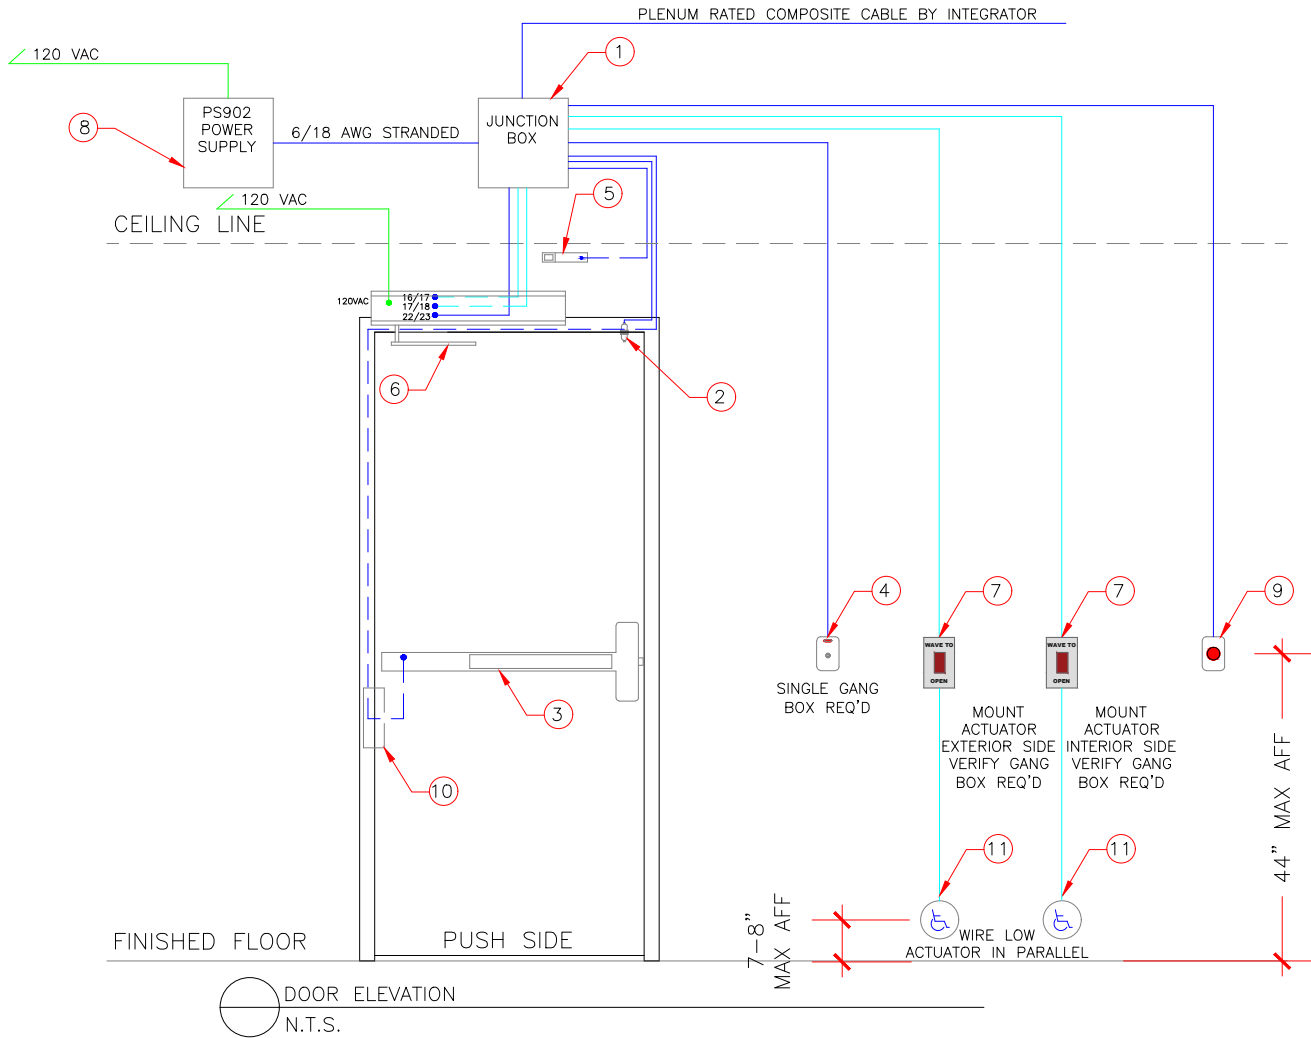 PLENUM RATED COMPOSITE CABLE BY INTEGRATOR
120 VAC
1
PS902
POWER
SUPPLY
8
6/18 AWG STRANDED
JUNCTION
BOX
120 VAC
5
CEILING LINE
120VAC
16/17
17/18
22/23
6
2
4
7
7
9
WAVE TO
OPEN
WAVE TO
OPEN
SINGLE GANG
BOX REQ'D
3
MOUNT
ACTUATOR
EXTERIOR SIDE
VERIFY GANG
BOX REQ'D
MOUNT
ACTUATOR
INTERIOR SIDE
VERIFY GANG
BOX REQ'D
10
44" MAX AFF
11
11
7-8"
MAX AFF
WIRE LOW
ACTUATOR IN PARALLEL
FINISHED FLOOR
PUSH SIDE
DOOR ELEVATION
N.T.S.